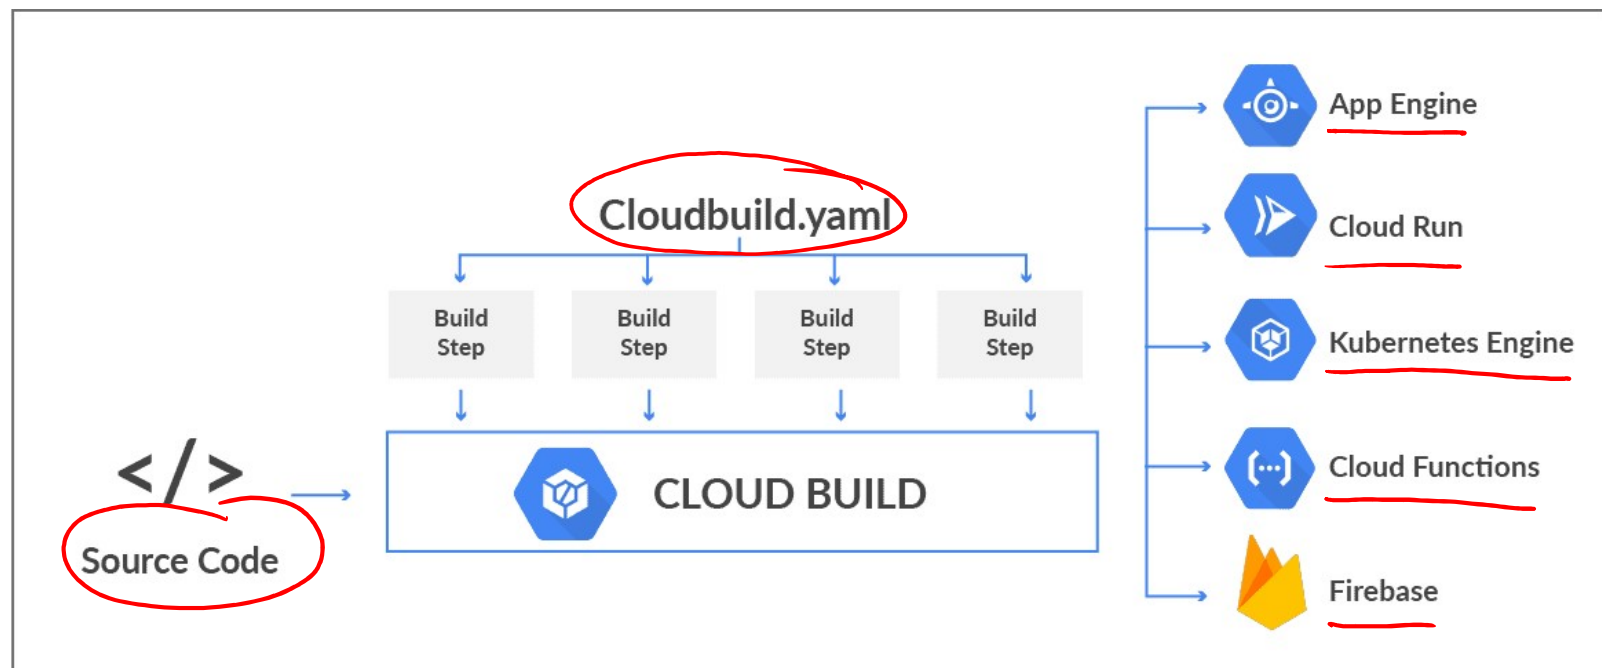 Cloudbuild.yaml
Build
Step
Build
Step
Build
Step
Build
Step
</>
Source Code
CLOUD BUILD
App Engine
Cloud Run
Kubernetes Engine
Cloud Functions
Firebase